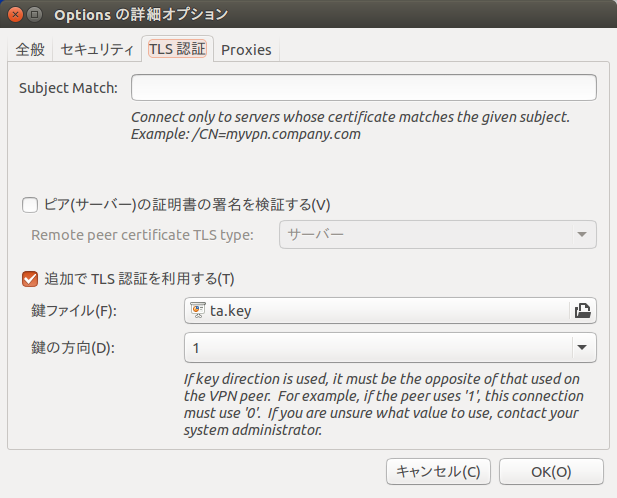 Options の詳細オプション
全般 セキュリティ TLS 認証 Proxies
Subject Match:
Connect only to servers whose certificate matches the given subject.
Example: /CN=myvpn.company.com
ピア(サーバー)の証明書の署名を検証する(V)
Remote peer certificate TLS type: サーバー
追加で TLS 認証を利用する(T)
鍵ファイル(F): ta.key
鍵の方向(D): 1
If key direction is used, it must be the opposite of that used on
the VPN peer. For example, if the peer uses '1', this connection
must use '0'. If you are unsure what value to use, contact your
system administrator.
キャンセル(C) OK(O)